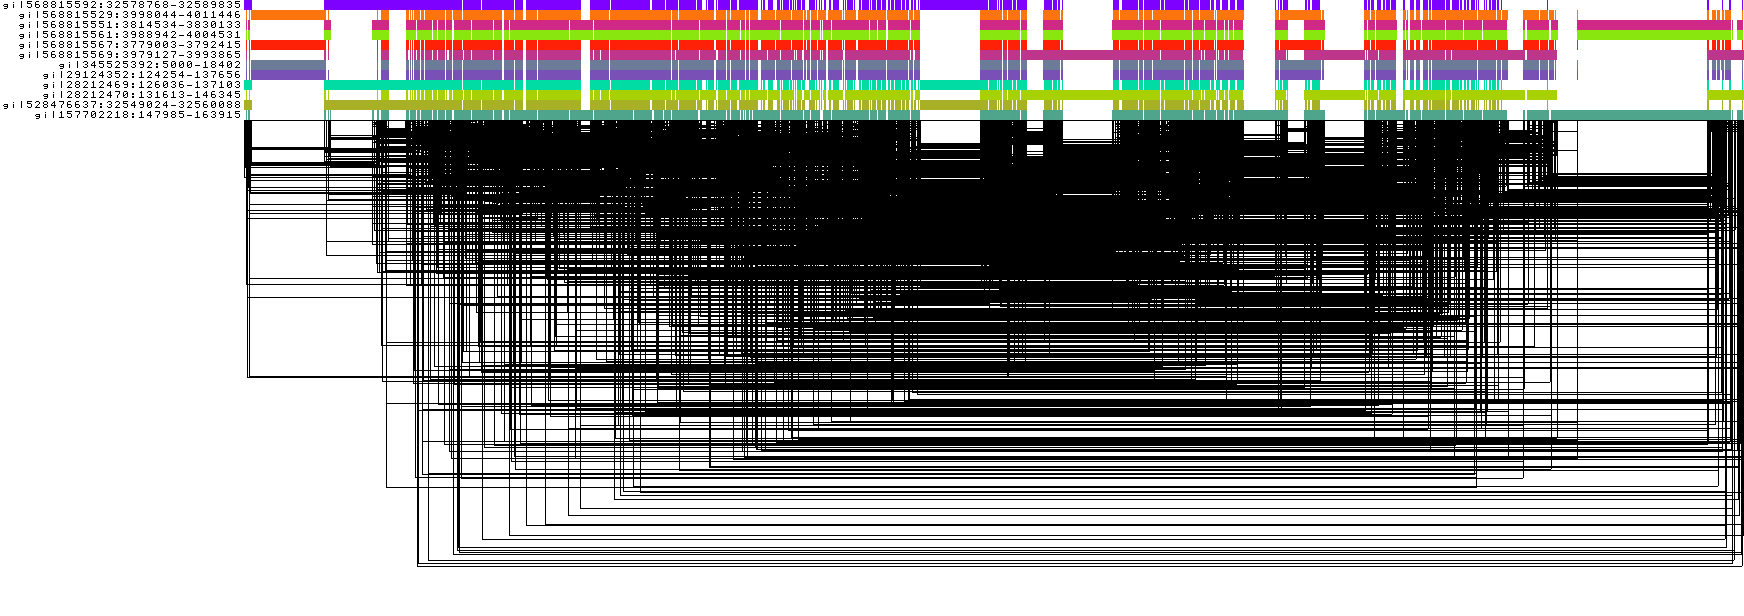 gi|568815592:32578768-32589835
gi|568815529:3998044-4011446
gi|568815551:3814534-3830133
gi|568815561:3988942-4004531
gi|568815567:3779003-3792415
gi|568815569:3979127-3993865
gi|345525392:5000-18402
gi|29124352:124254-137656
gi|28212469:126036-137103
gi|28212470:131613-146345
gi|528476637:32549024-32560088
gi|157702218:147985-163915